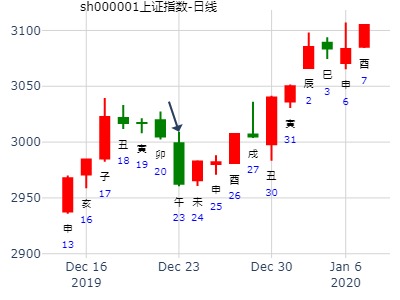 sh000001上证指数-日线
3100
3050
3000
2950
2900
申
13
亥
16
子
17
丑
18
寅
19
卯
20
午
23
未
24
申
25
酉
26
戌
27
丑
30
寅
31
辰
2
巳
3
申
6
酉
7
Dec 16
2019
Dec 23
Dec 30
Jan 6
2020